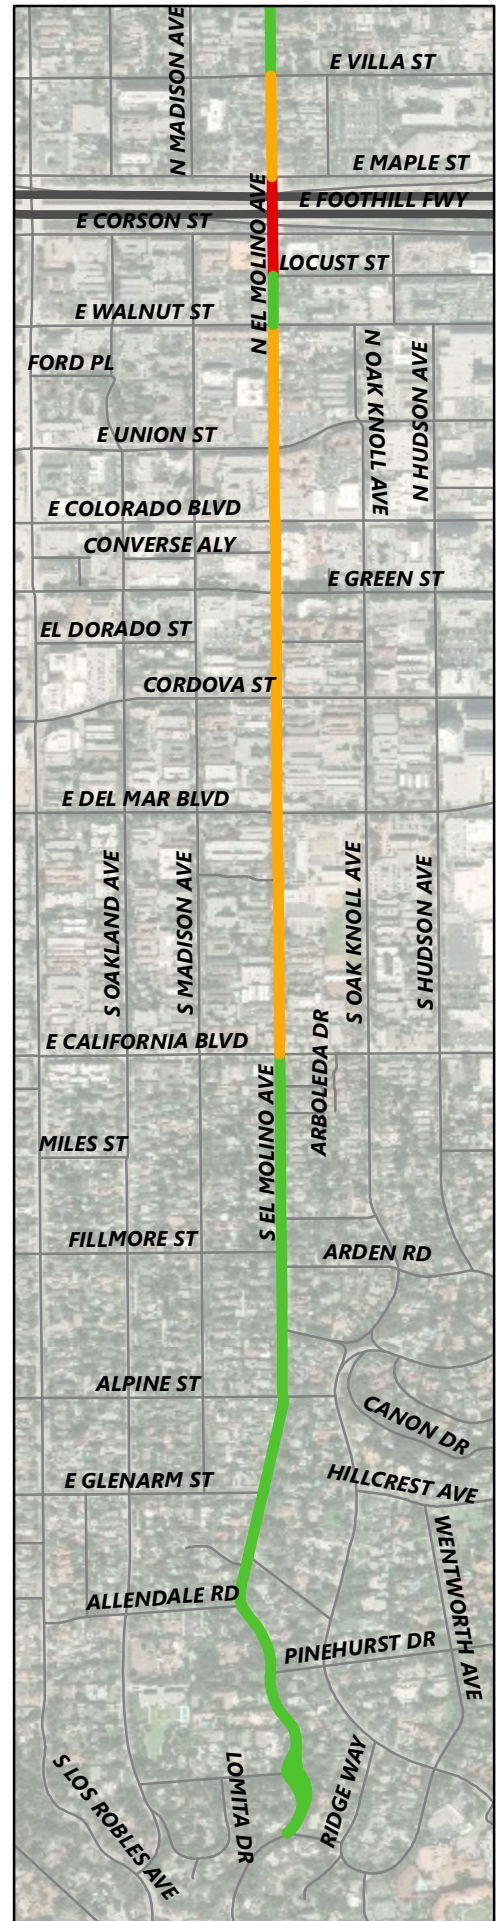 N MADISON AVE
E VILLA ST
E MAPLE ST
E FOOTHILL FWY
E CORSON ST
N EL MOLINO AVE
LOCUST ST
E WALNUT ST
FORD PL
N OAK KNOLL AVE
N HUDSON AVE
E UNION ST
E COLORADO BLVD
CONVERSE ALY
E GREEN ST
EL DORADO ST
CORDOVA ST
E DEL MAR BLVD
S OAKLAND AVE
S MADISON AVE
S OAK KNOLL AVE
S HUDSON AVE
E CALIFORNIA BLVD
ARBOLEDA DR
S EL MOLINO AVE
MILES ST
FILLMORE ST
ARDEN RD
ALPINE ST
CANON DR
E GLENARM ST
HILLCREST AVE
WENTWORTH AVE
ALLENDALE RD
PINEHURST DR
S LOS ROBLES AVE
LOMITA DR
RIDGE WAY